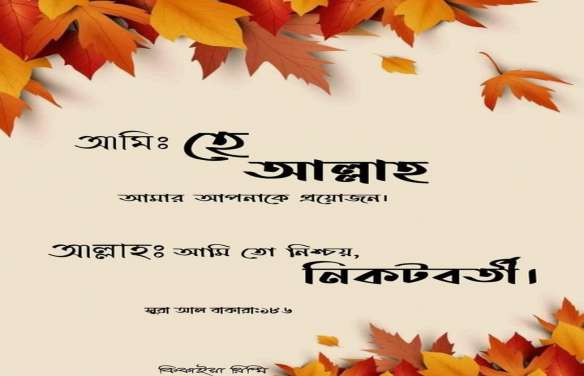 আমিঃ হে আল্লাহ
আমার আপনাকে প্রয়োজন।
আল্লাহঃ আমি তো নিশ্চয়,
নিকটবর্তী।
সুরা আল বাকারা:১৮৬